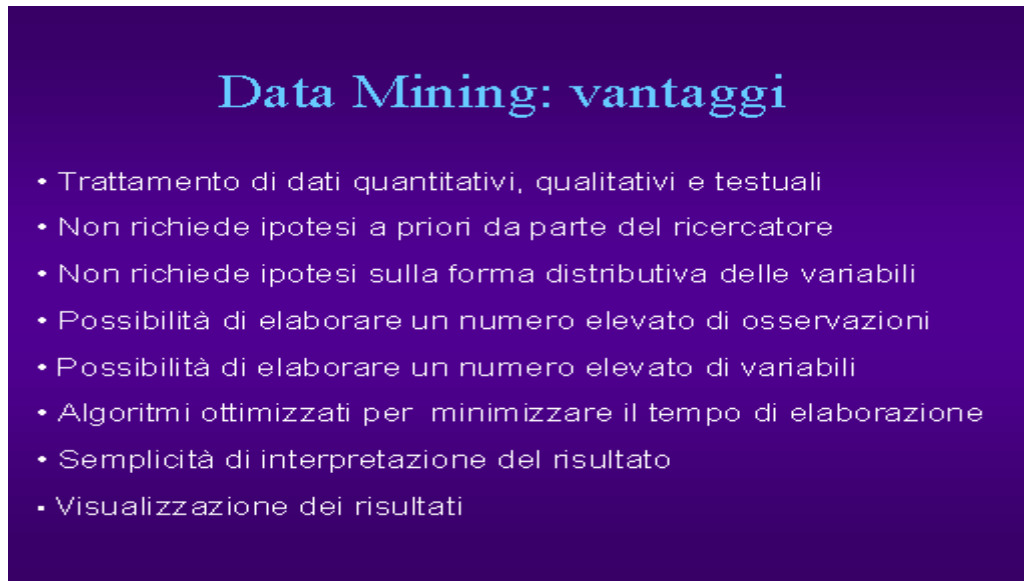 Data Mining: vantaggi
• Trattamento di dati quantitativi, qualitativi e testuali
• Non richiede ipotesi a priori da parte del ricercatore
• Non richiede ipotesi sulla forma distributiva delle variabili
• Possibilità di elaborare un numero elevato di osservazioni
• Possibilità di elaborare un numero elevato di variabili
• Algoritmi ottimizzati per minimizzare il tempo di elaborazione
• Semplicità di interpretazione del risultato
• Visualizzazione dei risultati